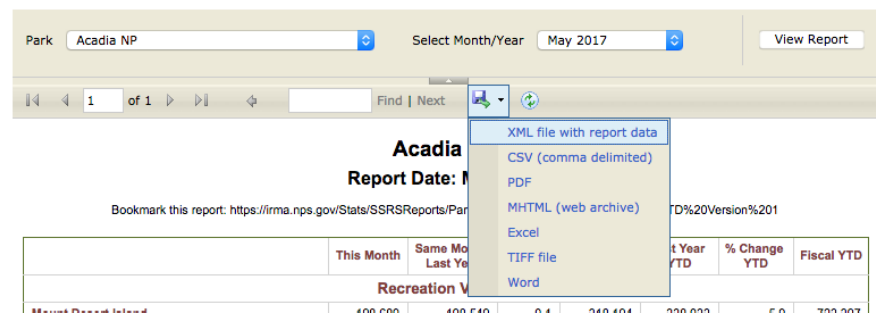 Park Acadia NP Select Month/Year May 2017 View Report
1 of 1 Find | Next
XML file with report data
CSV (comma delimited)
PDF
MHTML (web archive)
Excel
TIFF file
Word
Acadia
Report Date:
Bookmark this report: https://irma.nps.gov/Stats/SSRSReports/Par TD%20Version%201
This Month Same Mo Last Ye t Year YTD % Change YTD Fiscal YTD
Recreation V
Mount Desert Island